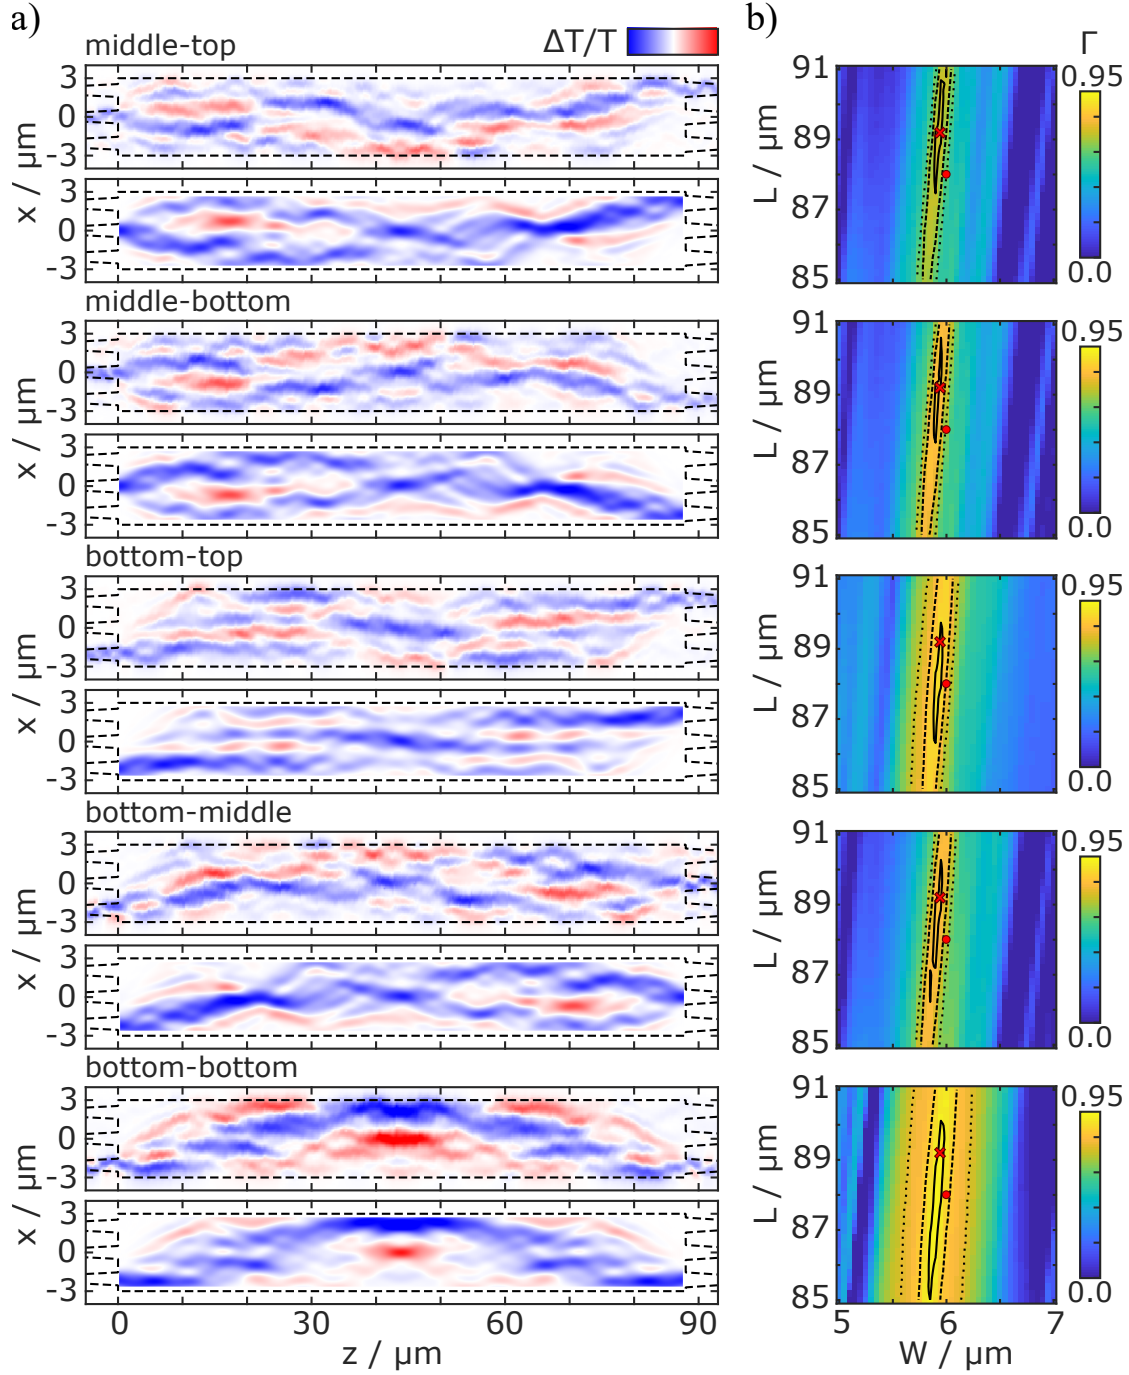 a)
b)
middle-top
ΔT/T
3
0
-3
3
0
-3
x / μm
middle-bottom
3
0
-3
3
0
-3
x / μm
bottom-top
3
0
-3
3
0
-3
x / μm
bottom-middle
3
0
-3
3
0
-3
x / μm
bottom-bottom
3
0
-3
3
0
-3
x / μm
0 30 60 90
z / μm
Γ
91
89
87
85
L / μm
0.95
0.0
91
89
87
85
L / μm
0.95
0.0
91
89
87
85
L / μm
0.95
0.0
91
89
87
85
L / μm
0.95
0.0
91
89
87
85
L / μm
0.95
0.0
5 6 7
W / μm